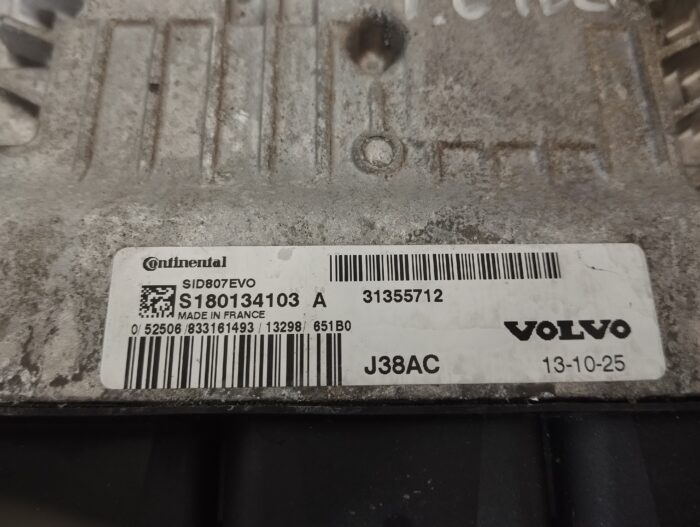 Continental
SID807EVO
S180134103 A
MADE IN FRANCE
0/ 52506 /833161493 / 13298/ 651B0
31355712
VOLVO
J38AC
13-10-25